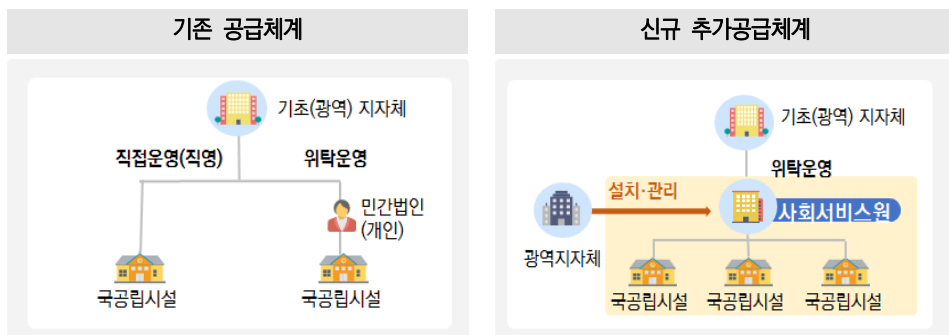 기존 공급체계
기초(광역) 지자체
직접운영(직영)
위탁운영
민간법인
(개인)
국공립시설
국공립시설
신규 추가공급체계
기초(광역) 지자체
위탁운영
설치·관리
사회서비스원
광역지자체
국공립시설
국공립시설
국공립시설